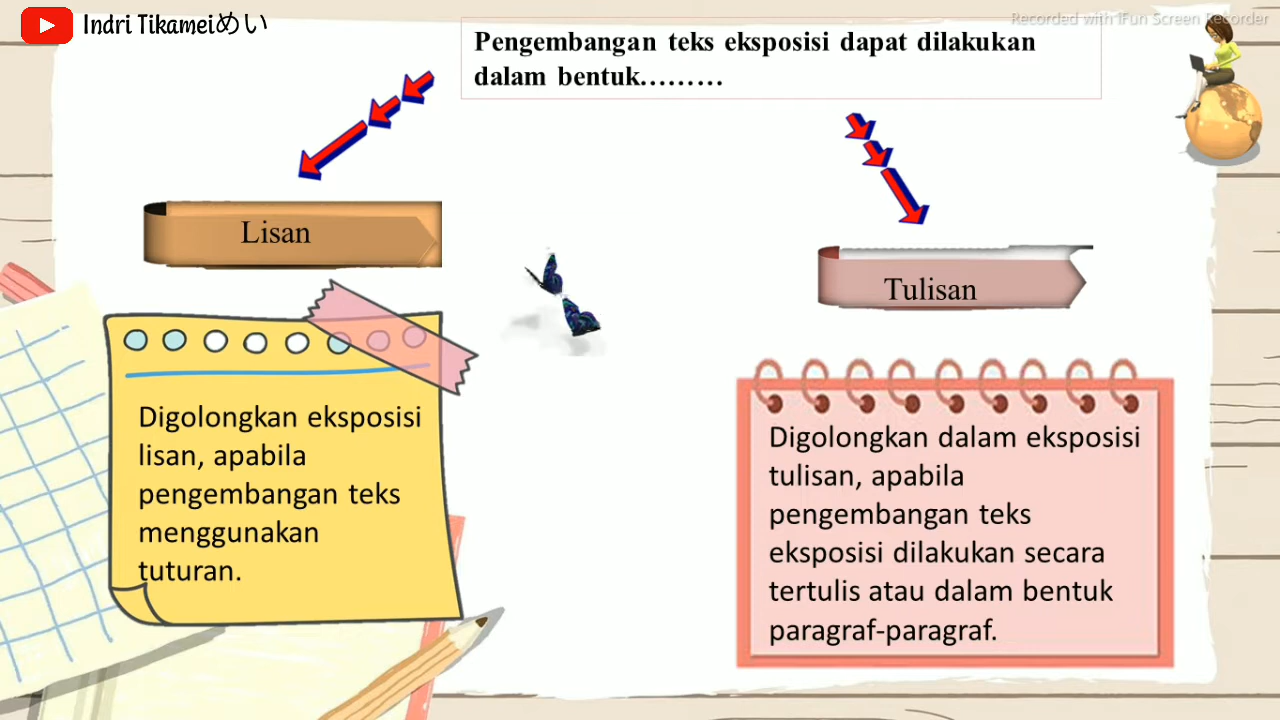 Indri Tikameiめい
Recorded with iFun Screen Recorder
Pengembangan teks eksposisi dapat dilakukan
dalam bentuk.........
Lisan
Digolongkan eksposisi
lisan, apabila
pengembangan teks
menggunakan
tuturan.
Tulisan
Digolongkan dalam eksposisi
tulisan, apabila
pengembangan teks
eksposisi dilakukan secara
tertulis atau dalam bentuk
paragraf-paragraf.